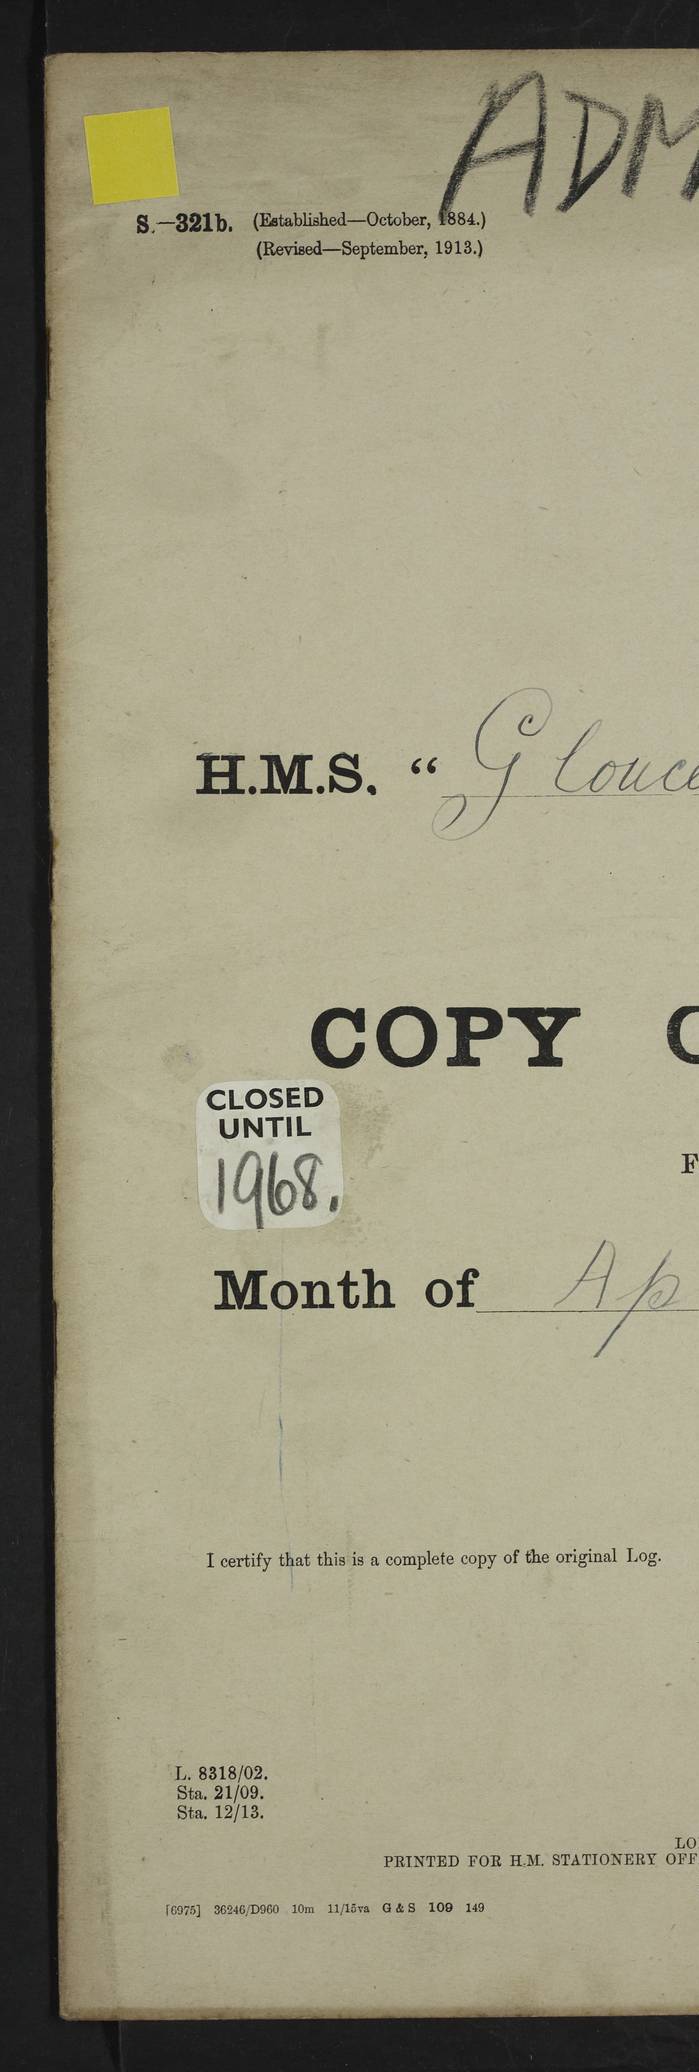 ADM
S.—321b. (Established—October, 1884.)
(Revised—September, 1913.)
H.M.S. “Glouce
COPY
CLOSED
UNTIL
1968.
F
Month of Ap
I certify that this is a complete copy of the original Log.
L. 8318/02.
Sta. 21/09.
Sta. 12/13.
LO
PRINTED FOR H.M. STATIONERY OFF
[6975] 36246/D960 10m 11/15va G & S 109 149